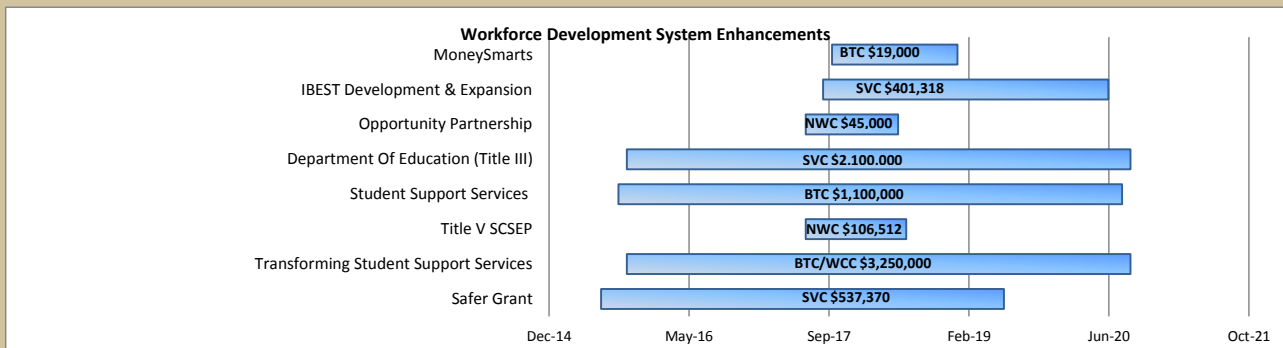 Workforce Development System Enhancements
MoneySmarts BTC $19,000
IBEST Development & Expansion SVC $401,318
Opportunity Partnership NWC $45,000
Department Of Education (Title III) SVC $2.100.000
Student Support Services BTC $1,100,000
Title V SCSEP NWC $106,512
Transforming Student Support Services BTC/WCC $3,250,000
Safer Grant SVC $537,370
Dec-14 May-16 Sep-17 Feb-19 Jun-20 Oct-21